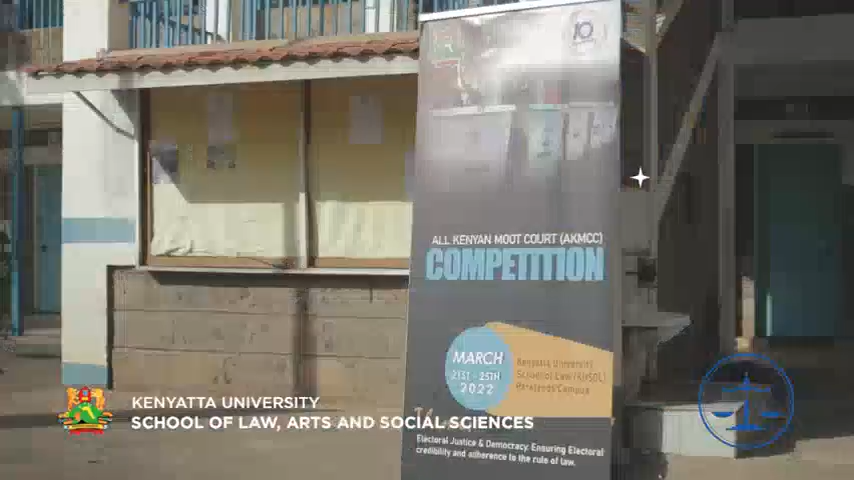 ALL KENYAN MOOT COURT (AKMCC)
COMPETITION
MARCH
21ST - 25TH
2022
Kenyatta University
School of Law (KUSOL)
Parklands Campus
Electoral Justice & Democracy: Ensuring Electoral
credibility and adherence to the rule of law.
KENYATTA UNIVERSITY
SCHOOL OF LAW, ARTS AND SOCIAL SCIENCES